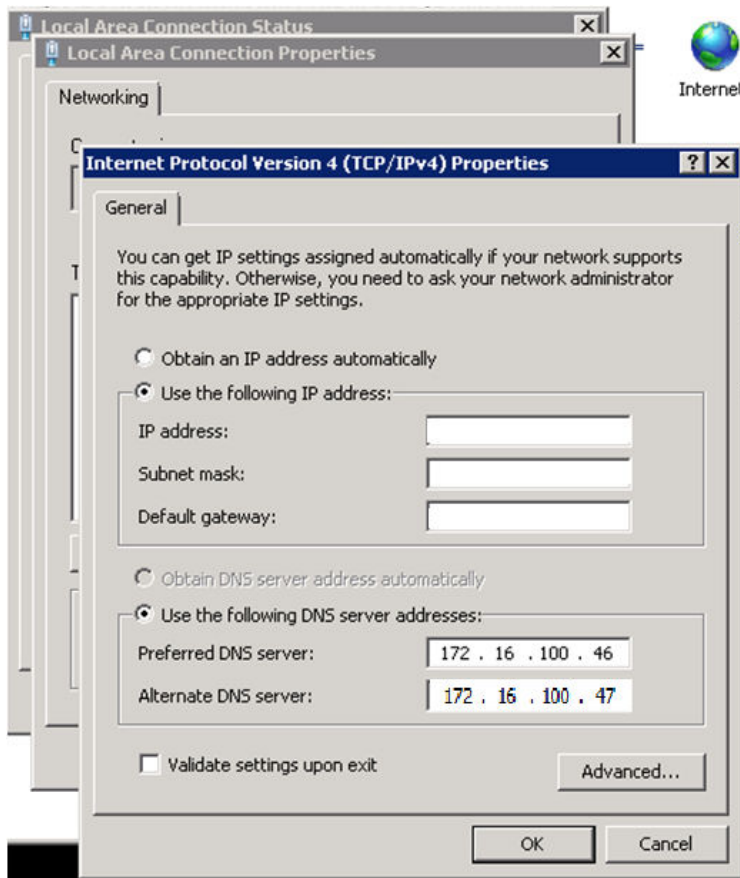 Local Area Connection Status
Local Area Connection Properties
Internet
Networking
Internet Protocol Version 4 (TCP/IPv4) Properties
General
You can get IP settings assigned automatically if your network supports
this capability. Otherwise, you need to ask your network administrator
for the appropriate IP settings.
Obtain an IP address automatically
Use the following IP address:
IP address:
Subnet mask:
Default gateway:
Obtain DNS server address automatically
Use the following DNS server addresses:
Preferred DNS server: 172 . 16 . 100 . 46
Alternate DNS server: 172 . 16 . 100 . 47
Validate settings upon exit
Advanced...
OK Cancel